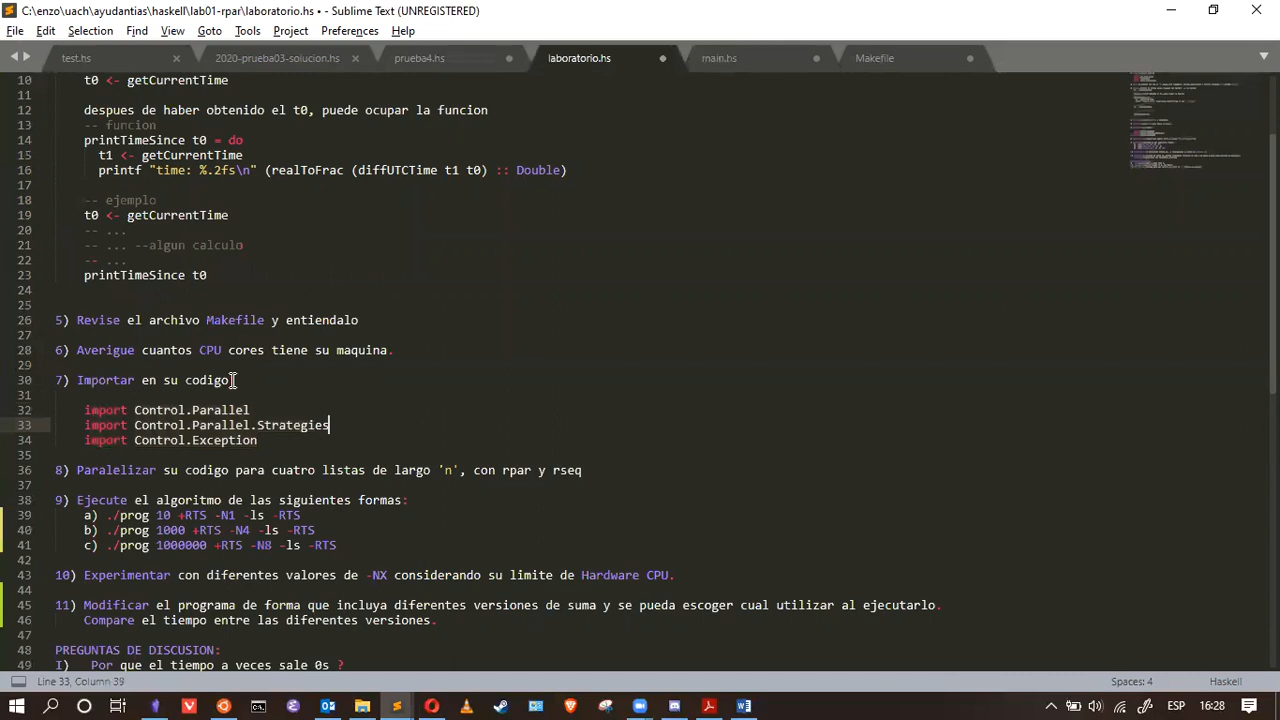 C:\enzo\uach\ayudantias\haskell\lab01-rpar\laboratorio.hs • - Sublime Text (UNREGISTERED)
File Edit Selection Find View Goto Tools Project Preferences Help
test.hs 2020-prueba03-solucion.hs prueba4.hs laboratorio.hs main.hs Makefile
10 t0 <- getCurrentTime
11
12 despues de haber obtenido el t0, puede ocupar la funcion
13 -- funcion
14 printTimeSince t0 = do
15 t1 <- getCurrentTime
16 printf "time: %.2fs\n" (realToFrac (diffUTCTime t1 t0) :: Double)
17
18 -- ejemplo
19 t0 <- getCurrentTime
20 -- ...
21 -- ... --algun calculo
22 -- ...
23 printTimeSince t0
24
25
26 5) Revise el archivo Makefile y entiendalo
27
28 6) Averigue cuantos CPU cores tiene su maquina.
29
30 7) Importar en su codigo
31
32 import Control.Parallel
33 import Control.Parallel.Strategies
34 import Control.Exception
35
36 8) Paralelizar su codigo para cuatro listas de largo 'n', con rpar y rseq
37
38 9) Ejecute el algoritmo de las siguientes formas:
39 a) ./prog 10 +RTS -N1 -ls -RTS
40 b) ./prog 1000 +RTS -N4 -ls -RTS
41 c) ./prog 1000000 +RTS -N8 -ls -RTS
42
43 10) Experimentar con diferentes valores de -NX considerando su limite de Hardware CPU.
44
45 11) Modificar el programa de forma que incluya diferentes versiones de suma y se pueda escoger cual utilizar al ejecutarlo.
46 Compare el tiempo entre las diferentes versiones.
47
48 PREGUNTAS DE DISCUSION:
49 I) Por que el tiempo a veces sale 0s ?
Line 33, Column 39 Spaces: 4 Haskell
ESP 16:28